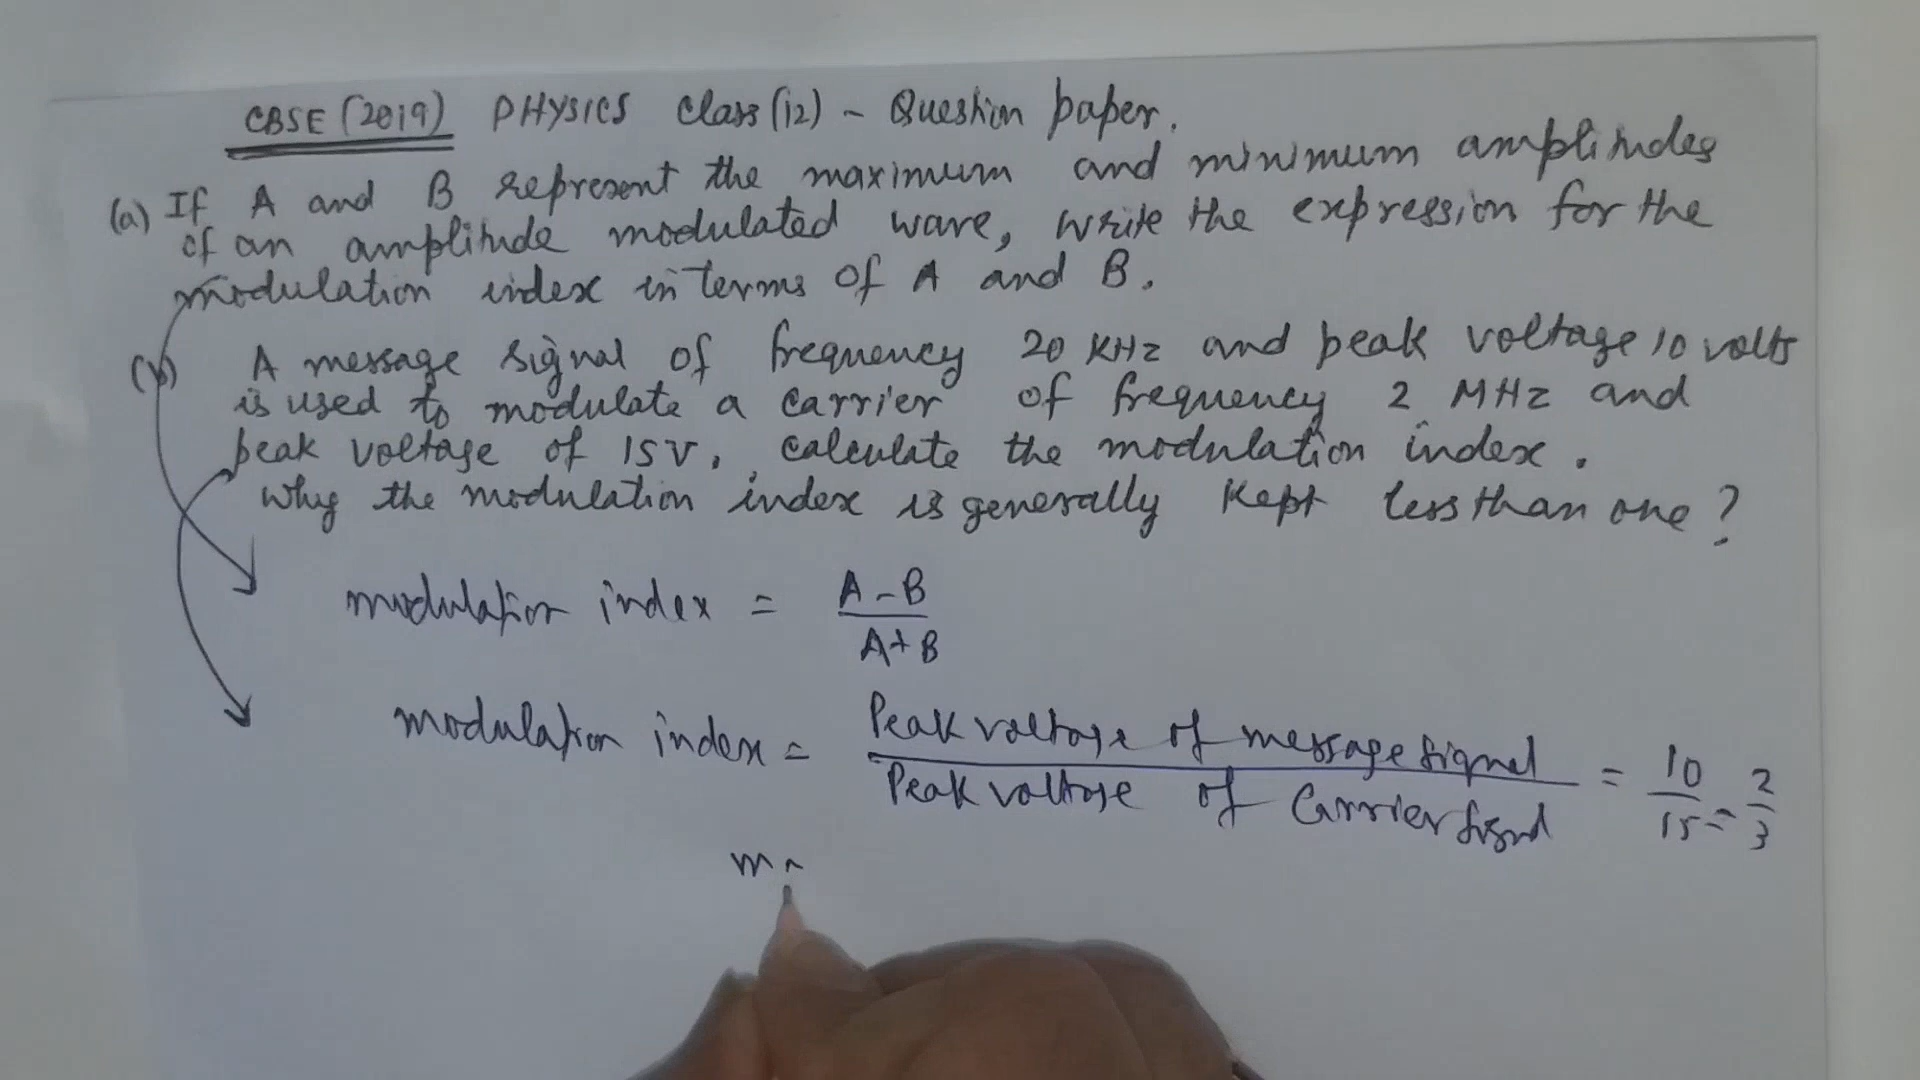 CBSE (2019) PHYSICS Class (12) - Question paper.
(a) If A and B represent the maximum and minimum amplitudes
of an amplitude modulated wave, write the expression for the
modulation index in terms of A and B.
(b) A message signal of frequency 20 KHz and peak voltage 10 volts
is used to modulate a carrier of frequency 2 MHz and
peak voltage of 15V, calculate the modulation index.
Why the modulation index is generally kept less than one?
modulation index = A-B
A+B
modulation index = Peak voltage of message signal = 10 = 2
Peak voltage of Carrier signal 15 3
m